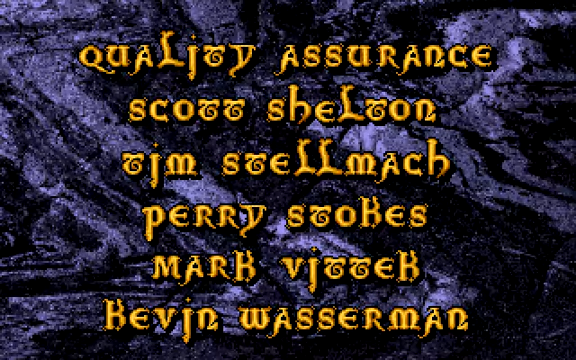 Quality Assurance
Scott Shelton
Tim Stellmach
Perry Stokes
Mark Vittek
Kevin Wasserman